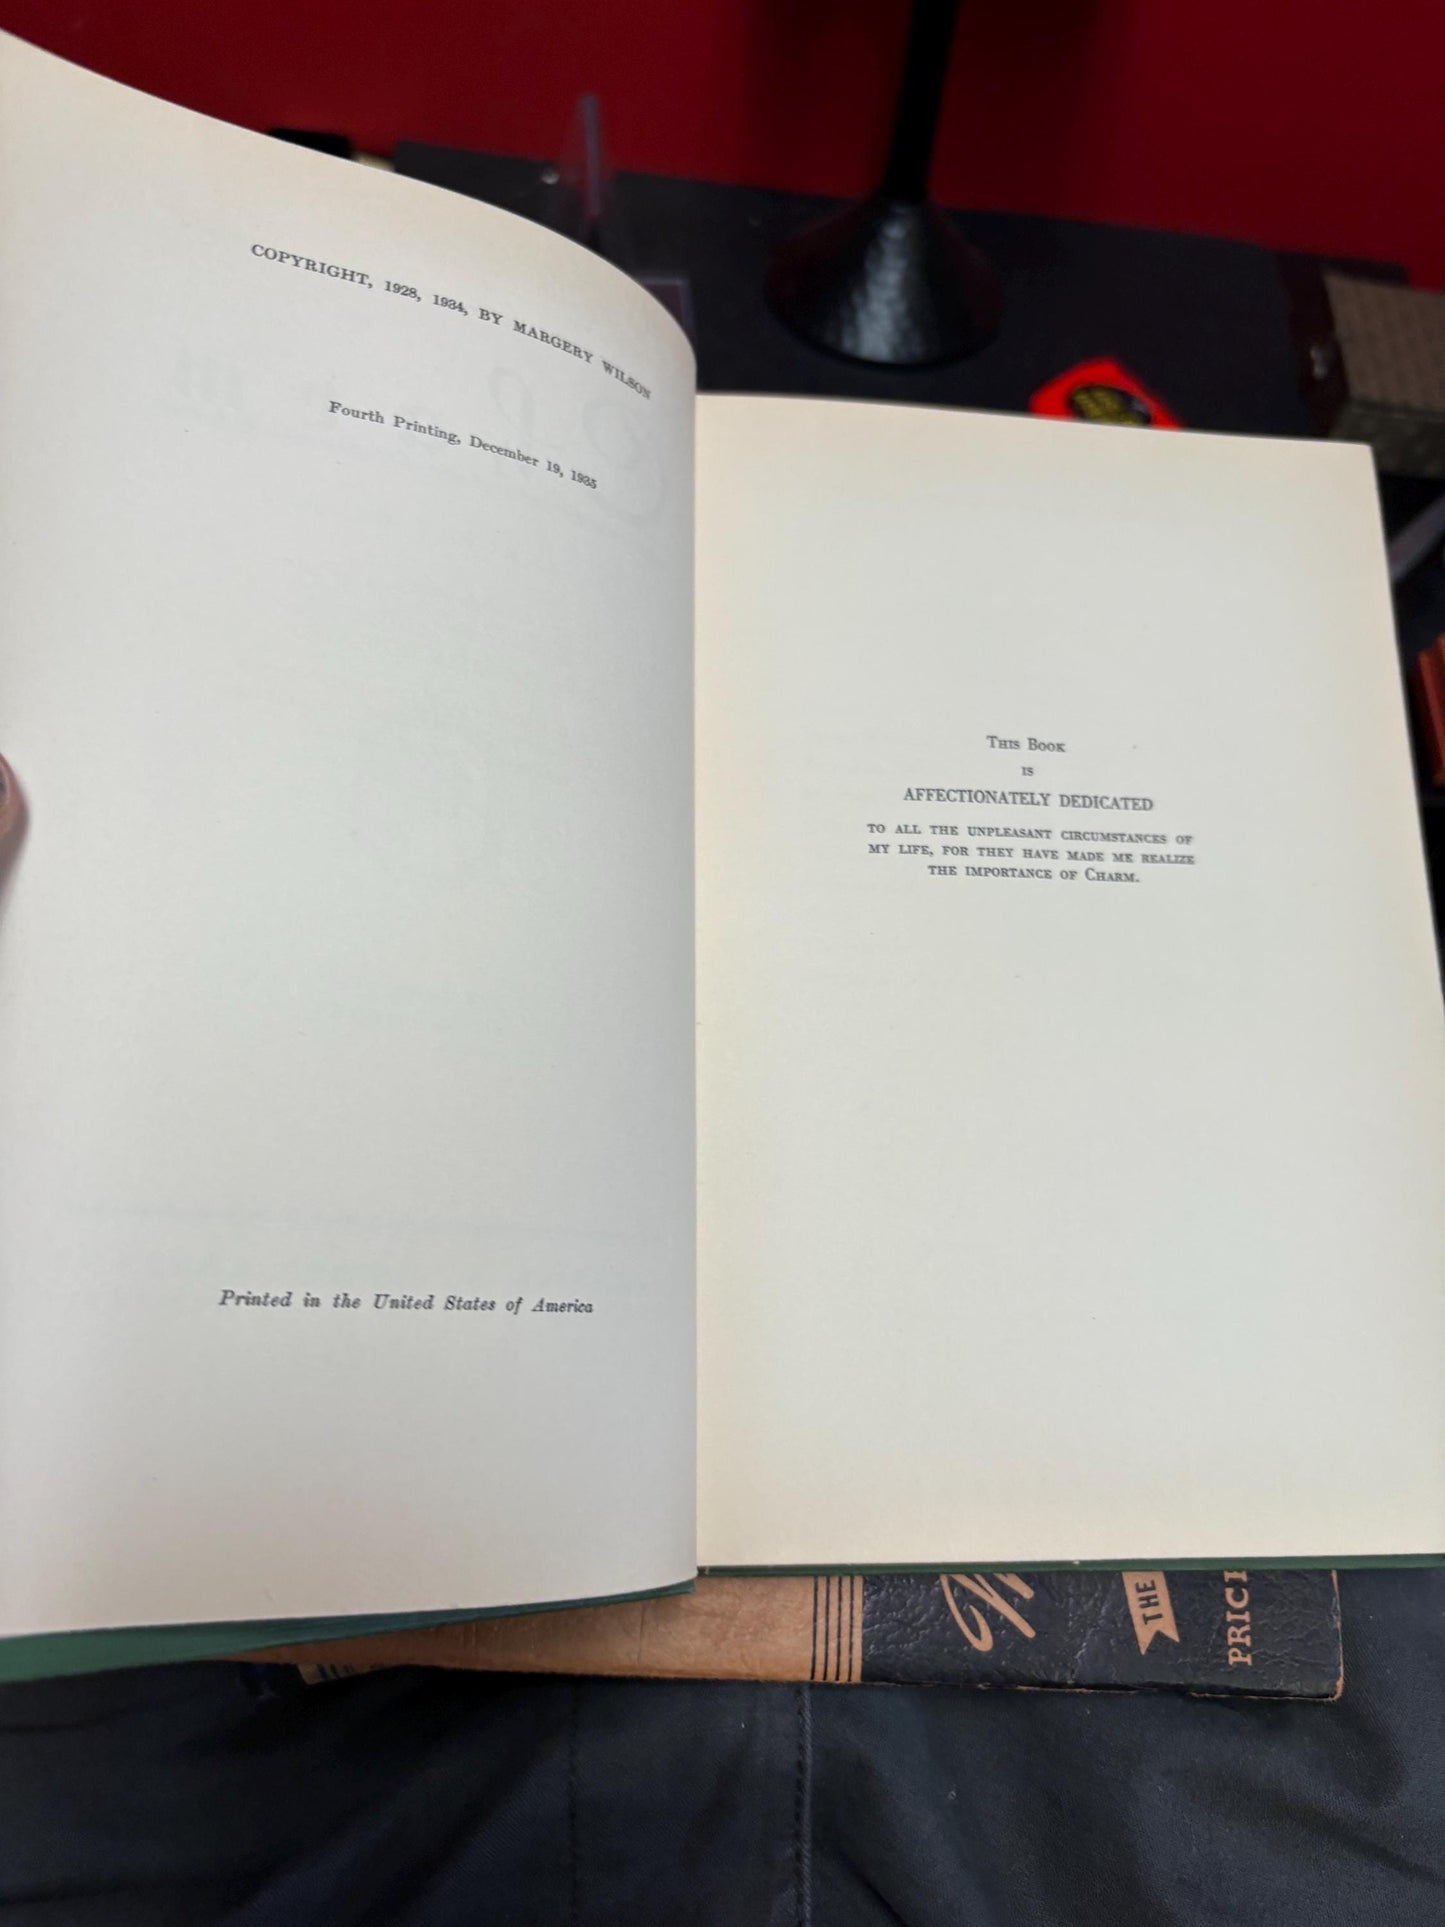 COPYRIGHT, 1928, 1934, BY MARGERY WILSON
Fourth Printing, December 19, 1935
Printed in the United States of America
This Book
is
AFFECTIONATELY DEDICATED
TO ALL THE UNPLEASANT CIRCUMSTANCES OF
MY LIFE, FOR THEY HAVE MADE ME REALIZE
THE IMPORTANCE OF CHARM.
THE